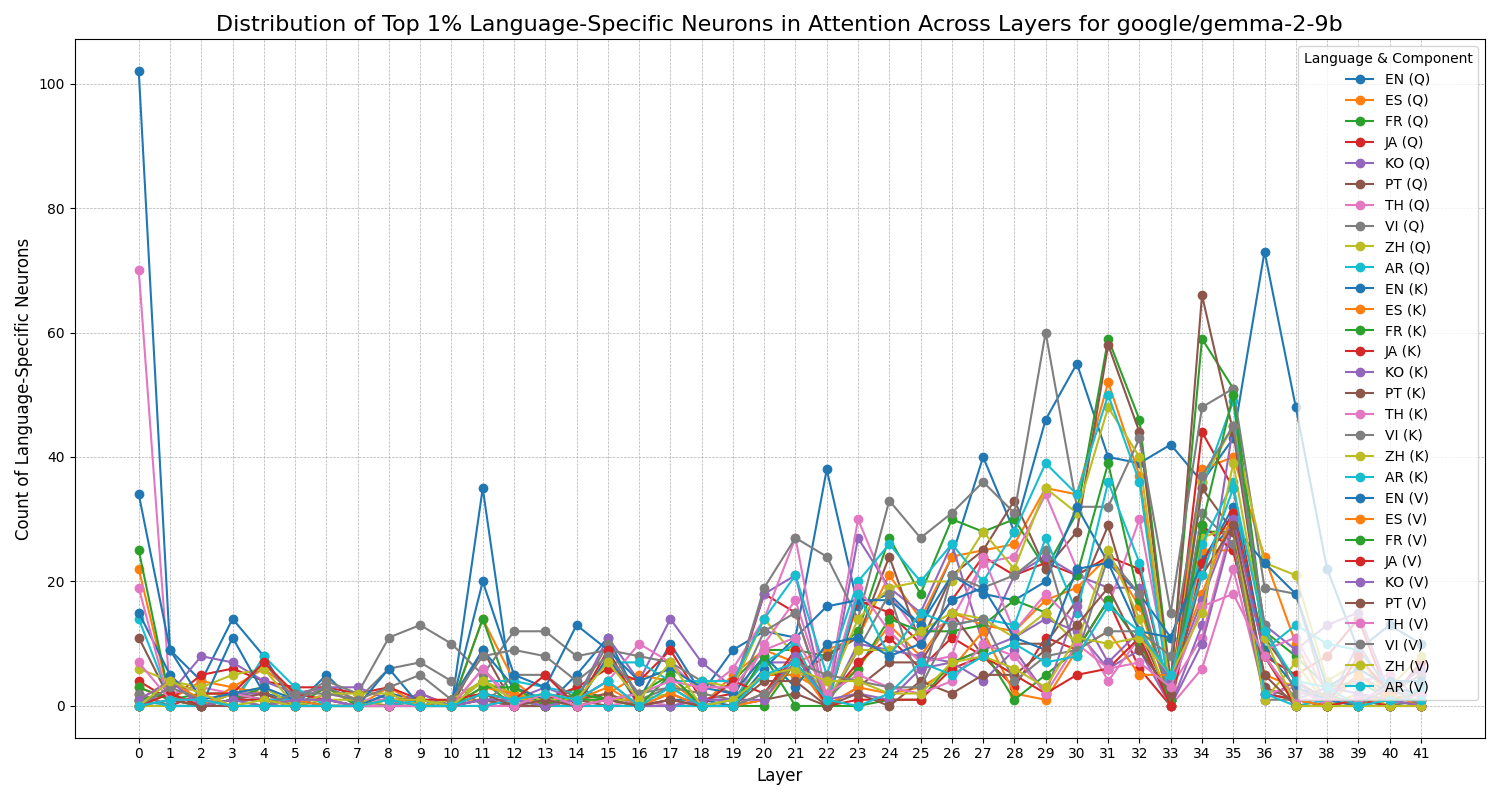 Distribution of Top 1% Language-Specific Neurons in Attention Across Layers for google/gemma-2-9b
Count of Language-Specific Neurons
100
80
60
40
20
0
Language & Component
EN (Q)
ES (Q)
FR (Q)
JA (Q)
KO (Q)
PT (Q)
TH (Q)
VI (Q)
ZH (Q)
AR (Q)
EN (K)
ES (K)
FR (K)
JA (K)
KO (K)
PT (K)
TH (K)
VI (K)
ZH (K)
AR (K)
EN (V)
ES (V)
FR (V)
JA (V)
KO (V)
PT (V)
TH (V)
VI (V)
ZH (V)
AR (V)
0 1 2 3 4 5 6 7 8 9 10 11 12 13 14 15 16 17 18 19 20 21 22 23 24 25 26 27 28 29 30 31 32 33 34 35 36 37 38 39 40 41
Layer